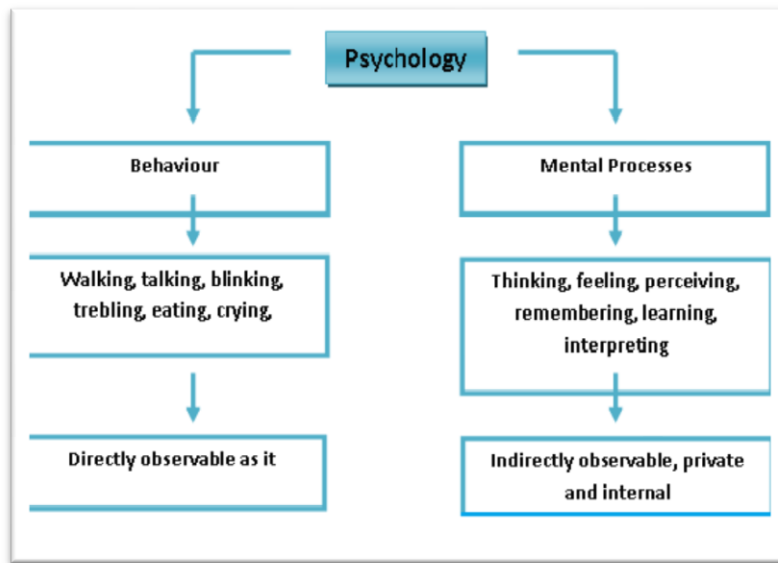 Psychology
Behaviour
Mental Processes
Walking, talking, blinking,
trebling, eating, crying,
Thinking, feeling, perceiving,
remembering, learning,
interpreting
Directly observable as it
Indirectly observable, private
and internal